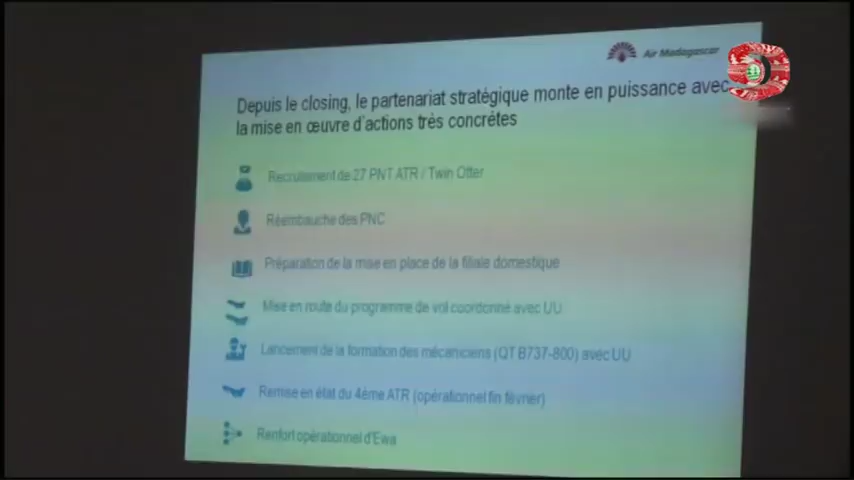 Air Madagascar
Depuis le closing, le partenariat stratégique monte en puissance avec
la mise en œuvre d'actions très concrètes
Recrutement de 27 PNT ATR / Twin Otter
Réembauche des PNC
Préparation de la mise en place de la filiale domestique
Mise en route du programme de vol coordonné avec UU
Lancement de la formation des mécaniciens (QT B737-800) avec UU
Remise en état du 4ème ATR (opérationnel fin février)
Renfort opérationnel d'Ewa